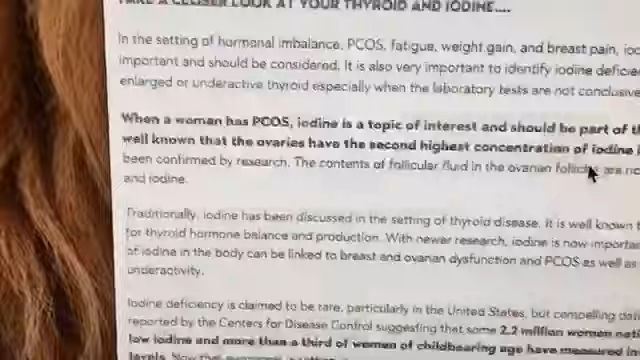 TAKE A CLOSER LOOK AT YOUR THYROID AND IODINE....
In the setting of hormonal imbalance, PCOS, fatigue, weight gain, and breast pain,
important and should be considered. It is also very important to identify iodine
enlarged or underactive thyroid especially when the laboratory tests are not conclusive
When a woman has PCOS, iodine is a topic of interest and should be part of
well known that the ovaries have the second highest concentration of iodine
been confirmed by research. The contents of follicular fluid in the ovarian follicles are
and iodine.
Traditionally, iodine has been discussed in the setting of thyroid disease. It is well known
for thyroid hormone balance and production. With newer research, iodine is now
of iodine in the body can be linked to breast and ovarian dysfunction and PCOS as well as
underactivity.
Iodine deficiency is claimed to be rare, particularly in the United States, but compelling
reported by the Centers for Disease Control suggesting that some 2.2 million women
low iodine and more than a third of women of childbearing age have measured
levels.